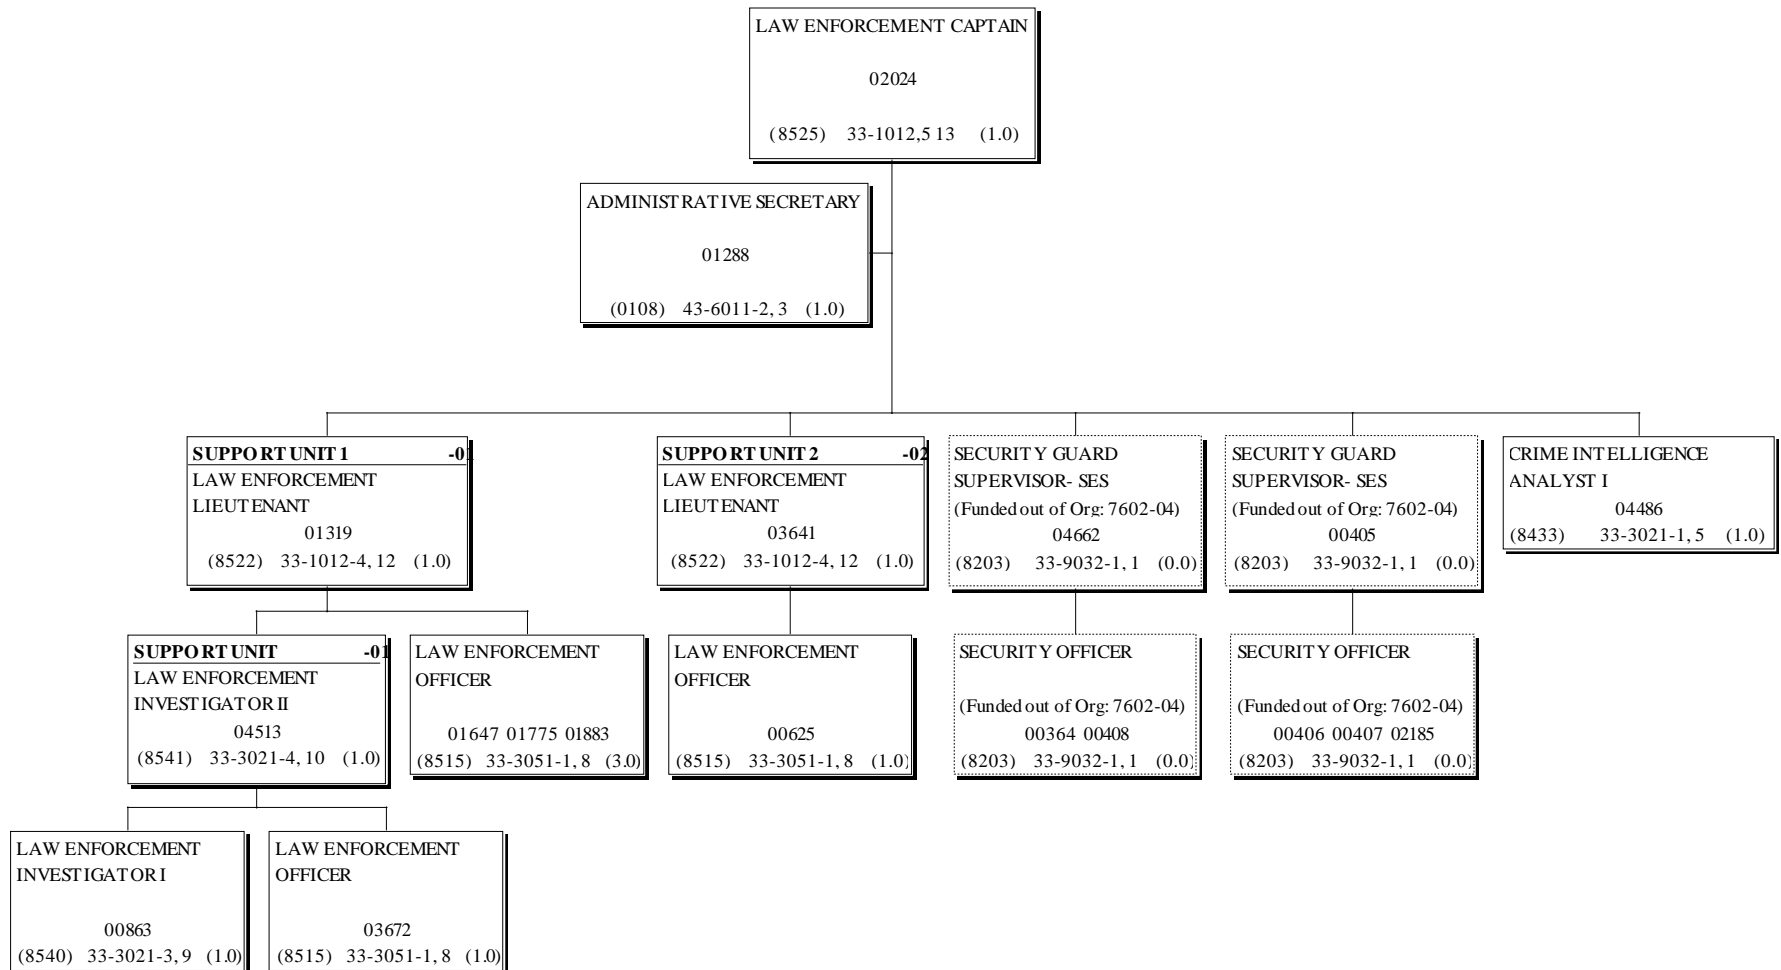 LAW ENFORCEMENT CAPTAIN
02024
(8525) 33-1012,5 13 (1.0)
ADMINISTRATIVE SECRETARY
01288
(0108) 43-6011-2, 3 (1.0)
SUPPORT UNIT 1 -01
LAW ENFORCEMENT
LIEUTENANT
01319
(8522) 33-1012-4, 12 (1.0)
SUPPORT UNIT 2 -02
LAW ENFORCEMENT
LIEUTENANT
03641
(8522) 33-1012-4, 12 (1.0)
SECURITY GUARD
SUPERVISOR- SES
(Funded out of Org: 7602-04)
04662
(8203) 33-9032-1, 1 (0.0)
SECURITY GUARD
SUPERVISOR- SES
(Funded out of Org: 7602-04)
00405
(8203) 33-9032-1, 1 (0.0)
CRIME INTELLIGENCE
ANALYST I
04486
(8433) 33-3021-1, 5 (1.0)
SUPPORT UNIT -01
LAW ENFORCEMENT
INVESTIGATOR II
04513
(8541) 33-3021-4, 10 (1.0)
LAW ENFORCEMENT
OFFICER
01647 01775 01883
(8515) 33-3051-1, 8 (3.0)
LAW ENFORCEMENT
OFFICER
00625
(8515) 33-3051-1, 8 (1.0)
SECURITY OFFICER
(Funded out of Org: 7602-04)
00364 00408
(8203) 33-9032-1, 1 (0.0)
SECURITY OFFICER
(Funded out of Org: 7602-04)
00406 00407 02185
(8203) 33-9032-1, 1 (0.0)
LAW ENFORCEMENT
INVESTIGATOR I
00863
(8540) 33-3021-3, 9 (1.0)
LAW ENFORCEMENT
OFFICER
03672
(8515) 33-3051-1, 8 (1.0)